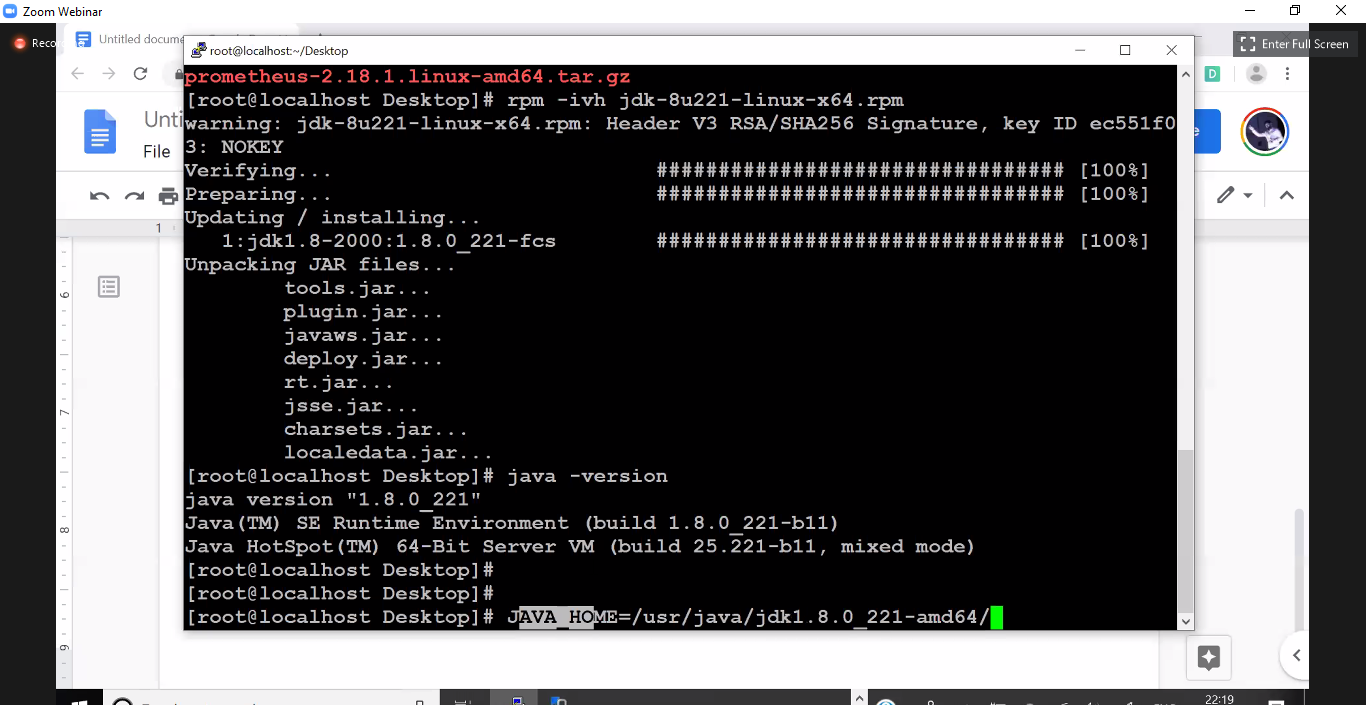 Zoom Webinar
Untitled docume
root@localhost:~/Desktop
Enter Full Screen
prometheus-2.18.1.linux-amd64.tar.gz
[root@localhost Desktop]# rpm -ivh jdk-8u221-linux-x64.rpm
warning: jdk-8u221-linux-x64.rpm: Header V3 RSA/SHA256 Signature, key ID ec551f0
3: NOKEY
Verifying... ################################# [100%]
Preparing... ################################# [100%]
Updating / installing...
1:jdk1.8-2000:1.8.0_221-fcs ################################# [100%]
Unpacking JAR files...
tools.jar...
plugin.jar...
javaws.jar...
deploy.jar...
rt.jar...
jsse.jar...
charsets.jar...
localedata.jar...
[root@localhost Desktop]# java -version
java version "1.8.0_221"
Java(TM) SE Runtime Environment (build 1.8.0_221-b11)
Java HotSpot(TM) 64-Bit Server VM (build 25.221-b11, mixed mode)
[root@localhost Desktop]#
[root@localhost Desktop]#
[root@localhost Desktop]# JAVA_HOME=/usr/java/jdk1.8.0_221-amd64/
D
Unti
File
1
6
7
8
9
22:19